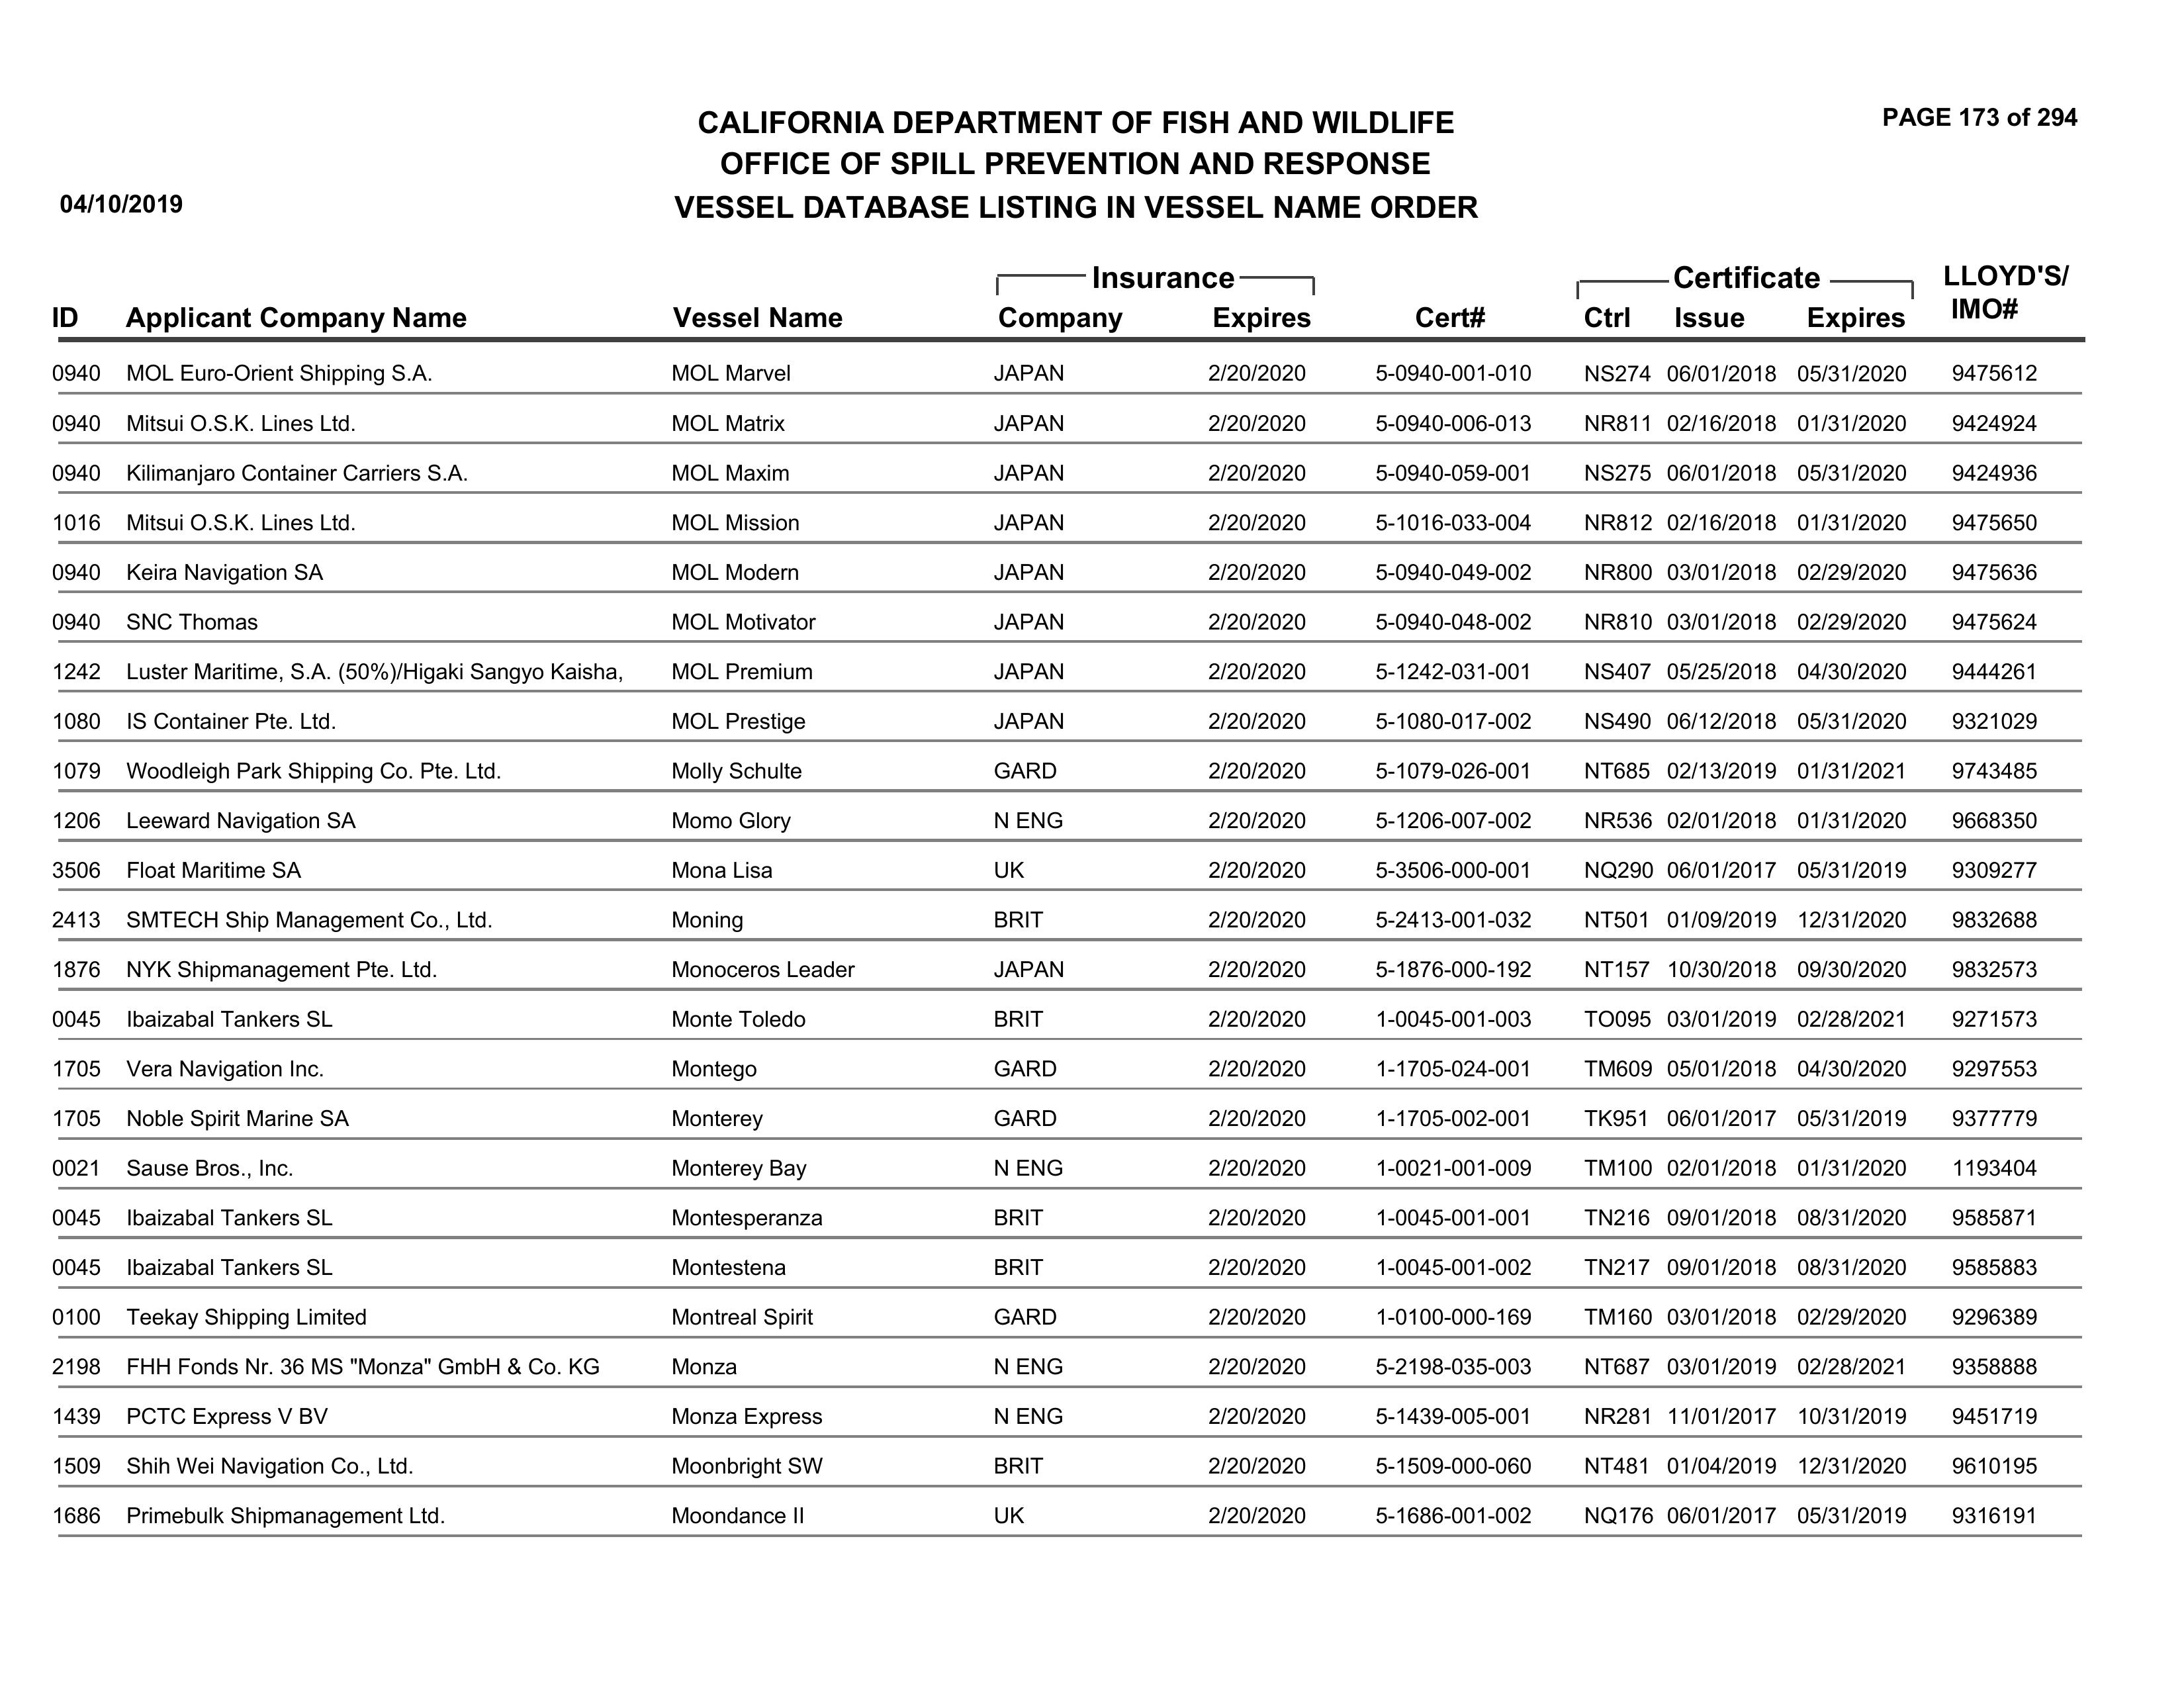 PAGE 173 of 294
CALIFORNIA DEPARTMENT OF FISH AND WILDLIFE
OFFICE OF SPILL PREVENTION AND RESPONSE
04/10/2019 VESSEL DATABASE LISTING IN VESSEL NAME ORDER
Insurance Certificate LLOYD'S/
ID Applicant Company Name Vessel Name Company Expires Cert# Ctrl Issue Expires IMO#
0940 MOL Euro-Orient Shipping S.A. MOL Marvel JAPAN 2/20/2020 5-0940-001-010 NS274 06/01/2018 05/31/2020 9475612
0940 Mitsui O.S.K. Lines Ltd. MOL Matrix JAPAN 2/20/2020 5-0940-006-013 NR811 02/16/2018 01/31/2020 9424924
0940 Kilimanjaro Container Carriers S.A. MOL Maxim JAPAN 2/20/2020 5-0940-059-001 NS275 06/01/2018 05/31/2020 9424936
1016 Mitsui O.S.K. Lines Ltd. MOL Mission JAPAN 2/20/2020 5-1016-033-004 NR812 02/16/2018 01/31/2020 9475650
0940 Keira Navigation SA MOL Modern JAPAN 2/20/2020 5-0940-049-002 NR800 03/01/2018 02/29/2020 9475636
0940 SNC Thomas MOL Motivator JAPAN 2/20/2020 5-0940-048-002 NR810 03/01/2018 02/29/2020 9475624
1242 Luster Maritime, S.A. (50%)/Higaki Sangyo Kaisha, MOL Premium JAPAN 2/20/2020 5-1242-031-001 NS407 05/25/2018 04/30/2020 9444261
1080 IS Container Pte. Ltd. MOL Prestige JAPAN 2/20/2020 5-1080-017-002 NS490 06/12/2018 05/31/2020 9321029
1079 Woodleigh Park Shipping Co. Pte. Ltd. Molly Schulte GARD 2/20/2020 5-1079-026-001 NT685 02/13/2019 01/31/2021 9743485
1206 Leeward Navigation SA Momo Glory N ENG 2/20/2020 5-1206-007-002 NR536 02/01/2018 01/31/2020 9668350
3506 Float Maritime SA Mona Lisa UK 2/20/2020 5-3506-000-001 NQ290 06/01/2017 05/31/2019 9309277
2413 SMTECH Ship Management Co., Ltd. Moning BRIT 2/20/2020 5-2413-001-032 NT501 01/09/2019 12/31/2020 9832688
1876 NYK Shipmanagement Pte. Ltd. Monoceros Leader JAPAN 2/20/2020 5-1876-000-192 NT157 10/30/2018 09/30/2020 9832573
0045 Ibaizabal Tankers SL Monte Toledo BRIT 2/20/2020 1-0045-001-003 TO095 03/01/2019 02/28/2021 9271573
1705 Vera Navigation Inc. Montego GARD 2/20/2020 1-1705-024-001 TM609 05/01/2018 04/30/2020 9297553
1705 Noble Spirit Marine SA Monterey GARD 2/20/2020 1-1705-002-001 TK951 06/01/2017 05/31/2019 9377779
0021 Sause Bros., Inc. Monterey Bay N ENG 2/20/2020 1-0021-001-009 TM100 02/01/2018 01/31/2020 1193404
0045 Ibaizabal Tankers SL Montesperanza BRIT 2/20/2020 1-0045-001-001 TN216 09/01/2018 08/31/2020 9585871
0045 Ibaizabal Tankers SL Montestena BRIT 2/20/2020 1-0045-001-002 TN217 09/01/2018 08/31/2020 9585883
0100 Teekay Shipping Limited Montreal Spirit GARD 2/20/2020 1-0100-000-169 TM160 03/01/2018 02/29/2020 9296389
2198 FHH Fonds Nr. 36 MS "Monza" GmbH & Co. KG Monza N ENG 2/20/2020 5-2198-035-003 NT687 03/01/2019 02/28/2021 9358888
1439 PCTC Express V BV Monza Express N ENG 2/20/2020 5-1439-005-001 NR281 11/01/2017 10/31/2019 9451719
1509 Shih Wei Navigation Co., Ltd. Moonbright SW BRIT 2/20/2020 5-1509-000-060 NT481 01/04/2019 12/31/2020 9610195
1686 Primebulk Shipmanagement Ltd. Moondance II UK 2/20/2020 5-1686-001-002 NQ176 06/01/2017 05/31/2019 9316191